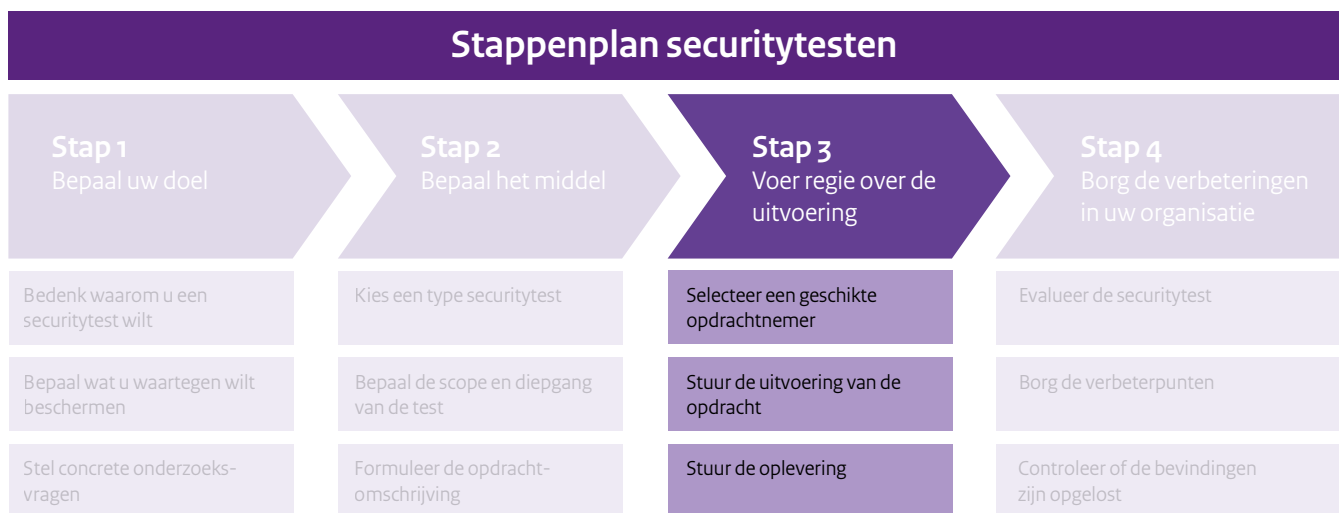 Stappenplan securitytesten
Stap 1
Bepaal uw doel
Stap 2
Bepaal het middel
Stap 3
Voer regie over de
uitvoering
Stap 4
Borg de verbeteringen
in uw organisatie
Bedenk waarom u een
securitytest wilt
Kies een type securitytest
Selecteer een geschikte
opdrachtnemer
Evalueer de securitytest
Bepaal wat u waartegen wilt
beschermen
Bepaal de scope en diepgang
van de test
Stuur de uitvoering van de
opdracht
Borg de verbeterpunten
Stel concrete onderzoeks-
vragen
Formuleer de opdracht-
omschrijving
Stuur de oplevering
Controleer of de bevindingen
zijn opgelost